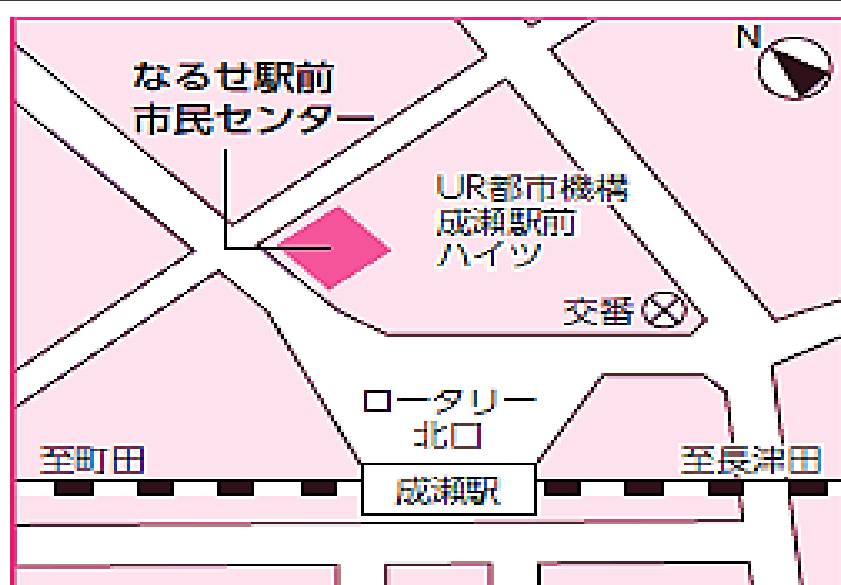 N
なるせ駅前
市民センター
UR都市機構
成瀬駅前
ハイツ
交番
ロータリー
北口
至町田
至長津田
成瀬駅